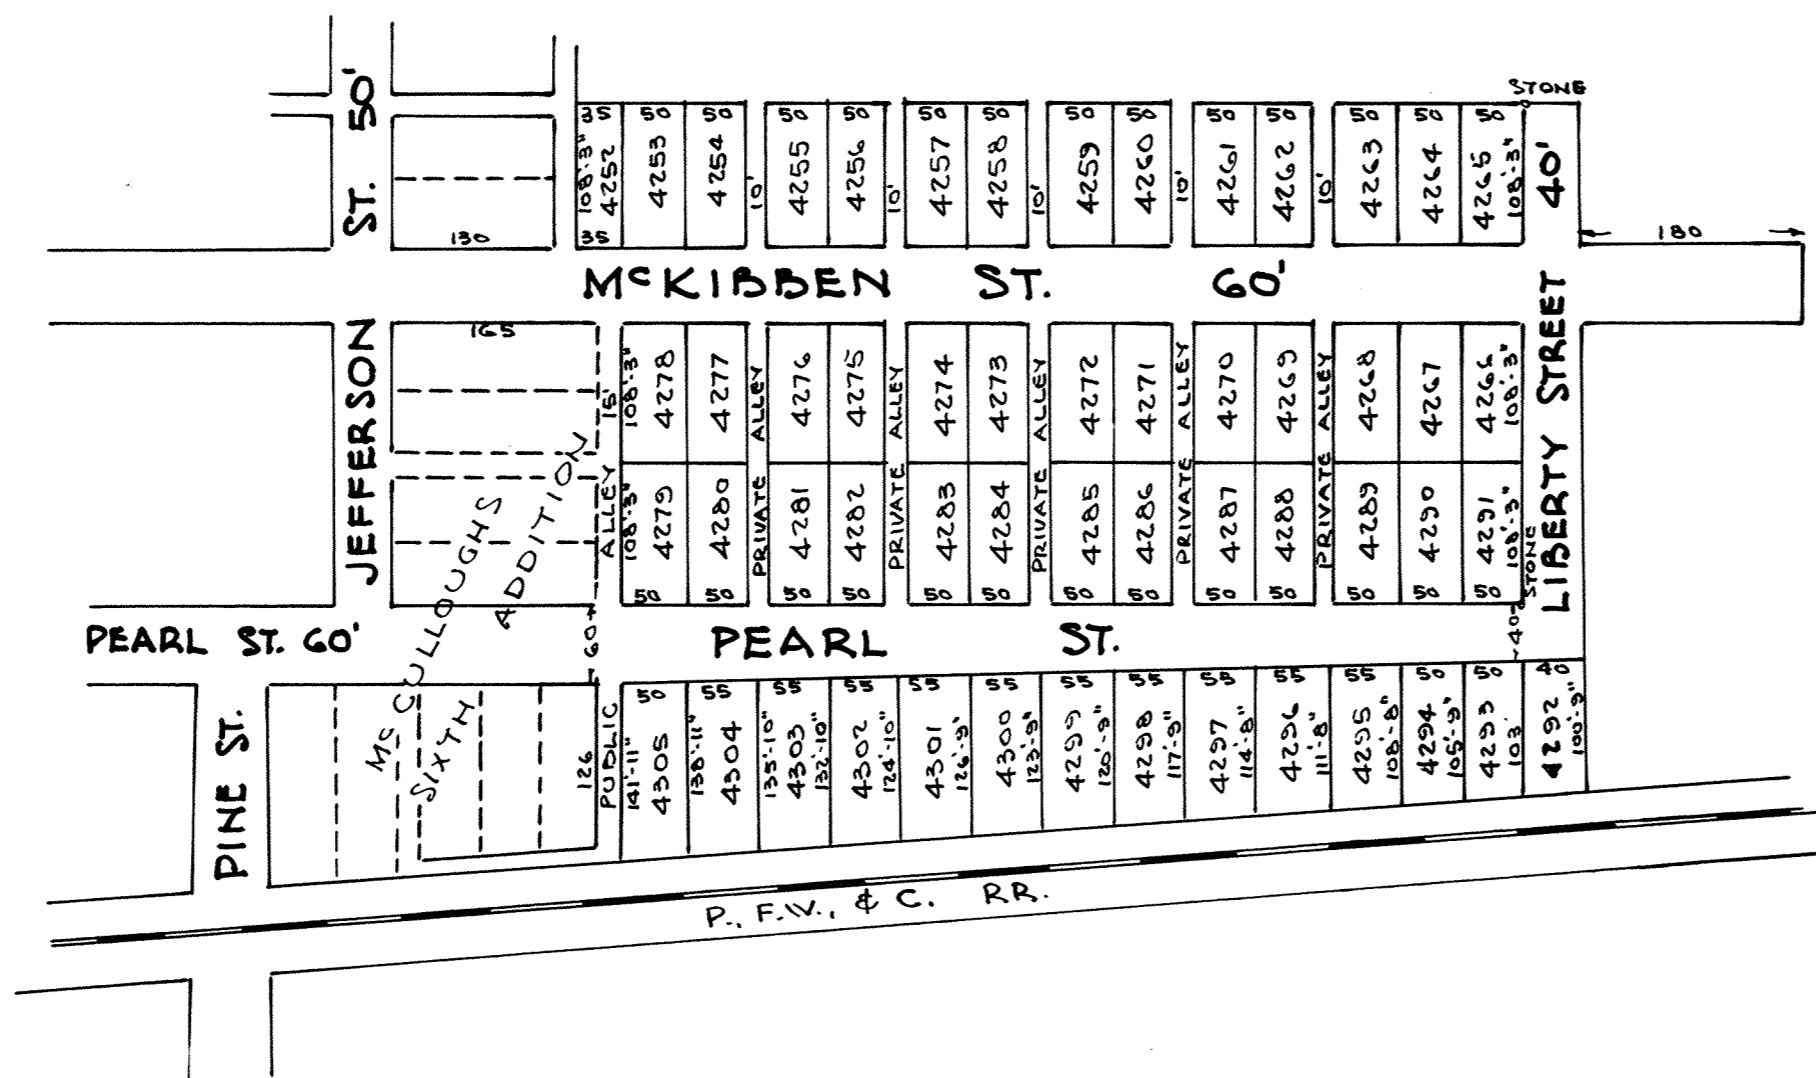 STONE
35 50 50 50 50 50 50 50 50 50 50 50 50 50
108'-3" 4252 4253 4254 10' 4255 4256 10' 4257 4258 10' 4259 4260 10' 4261 4262 10' 4263 4264 4265 108'-3"
130 35
ST. 50'
40'
180
McKIBBEN ST. 60'
165
JEFFERSON
LIBERTY STREET
15' 108'-3" 4278 4277 4276 4275 4274 4273 4272 4271 4270 4269 4268 4267 4266 108'-3"
ALLEY
PRIVATE ALLEY
PRIVATE ALLEY
PRIVATE ALLEY
PRIVATE ALLEY
PRIVATE ALLEY
108'-3" 4279 4280 4281 4282 4283 4284 4285 4286 4287 4288 4289 4290 4291 108'-3"
50 50 50 50 50 50 50 50 50 50 50 50 50
STONE
Mc CULLOUGHS
SIXTH ADDITION
PEARL ST. 60'
60
PEARL ST.
40
50 55 55 55 55 55 55 55 55 55 55 50 50 40
PINE ST.
126
PUBLIC
141'-11" 4305
138'-11" 4304
135'-10" 4303
132'-10" 4302
124'-10" 4301
126'-9" 4300
123'-9" 4299
120'-9" 4298
117'-9" 4297
114'-8" 4296
111'-8" 4295
108'-8" 4294
105'-9" 4293
103' 4292
100'-9"
P., F.W., & C. RR.